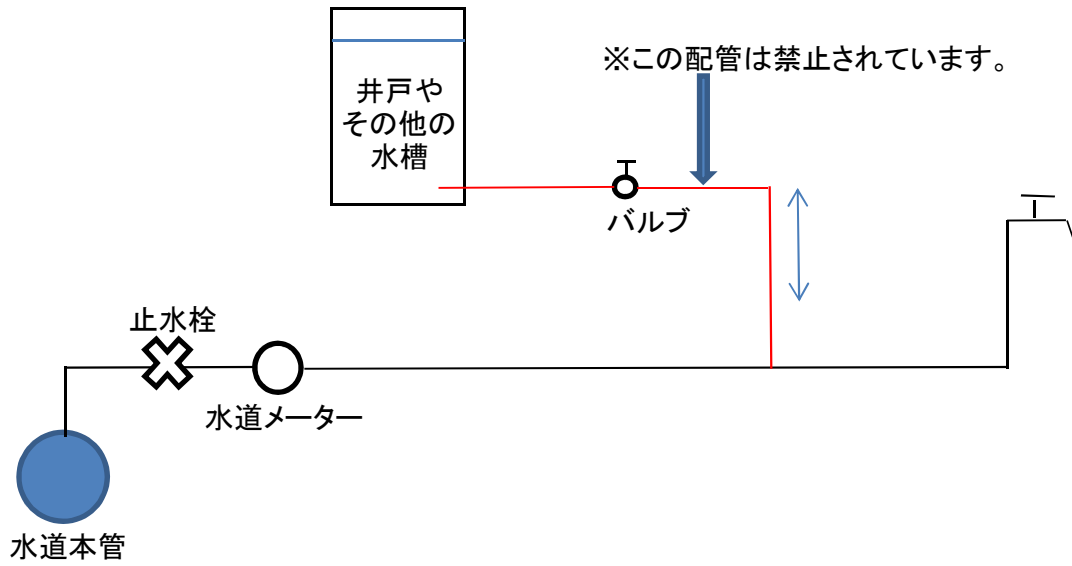 ※この配管は禁止されています。
井戸や
その他の
水槽
バルブ
止水栓
水道メーター
水道本管